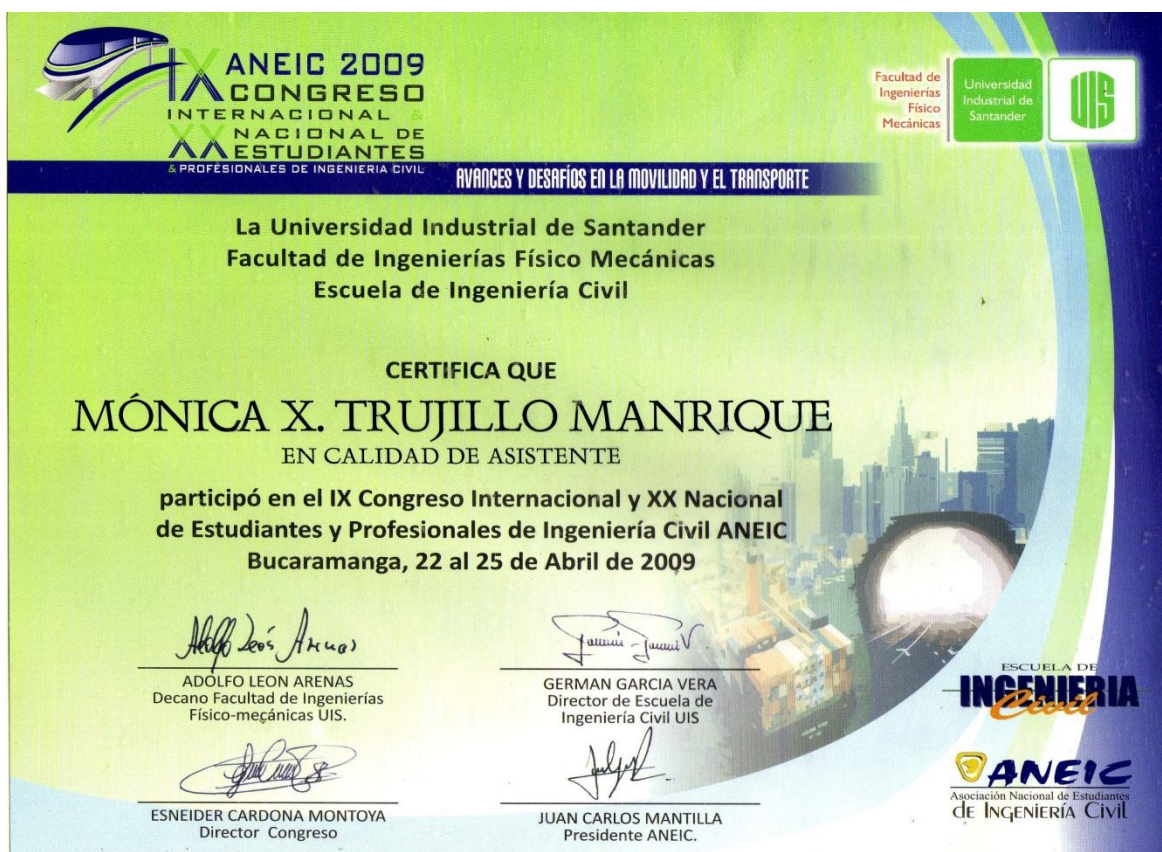 IX ANEIC 2009
CONGRESO
INTERNACIONAL &
XX NACIONAL DE
ESTUDIANTES
& PROFESIONALES DE INGENIERIA CIVIL
AVANCES Y DESAFÍOS EN LA MOVILIDAD Y EL TRANSPORTE
Facultad de
Ingenierías
Físico
Mecánicas
Universidad
Industrial de
Santander
UIS
La Universidad Industrial de Santander
Facultad de Ingenierías Físico Mecánicas
Escuela de Ingeniería Civil
CERTIFICA QUE
MÓNICA X. TRUJILLO MANRIQUE
EN CALIDAD DE ASISTENTE
participó en el IX Congreso Internacional y XX Nacional
de Estudiantes y Profesionales de Ingeniería Civil ANEIC
Bucaramanga, 22 al 25 de Abril de 2009
Adolfo León Arenas
ADOLFO LEON ARENAS
Decano Facultad de Ingenierías
Físico-mecánicas UIS.
GERMAN GARCIA VERA
Director de Escuela de
Ingeniería Civil UIS
ESNEIDER CARDONA MONTOYA
Director Congreso
JUAN CARLOS MANTILLA
Presidente ANEIC.
ESCUELA DE
INGENIERIA
Civil
ANEIC
Asociación Nacional de Estudiantes
de Ingeniería Civil